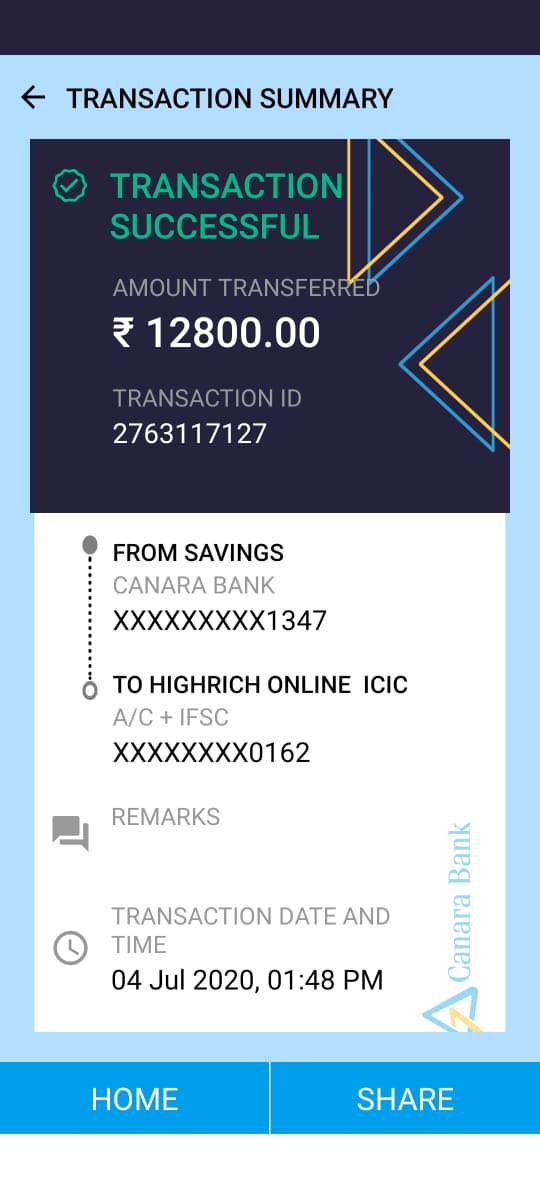 TRANSACTION SUMMARY
TRANSACTION
SUCCESSFUL
AMOUNT TRANSFERRED
₹ 12800.00
TRANSACTION ID
2763117127
FROM SAVINGS
CANARA BANK
XXXXXXXXX1347
TO HIGHRICH ONLINE  ICIC
A/C + IFSC
XXXXXXXX0162
REMARKS
TRANSACTION DATE AND
TIME
04 Jul 2020, 01:48 PM
Canara Bank
HOME
SHARE